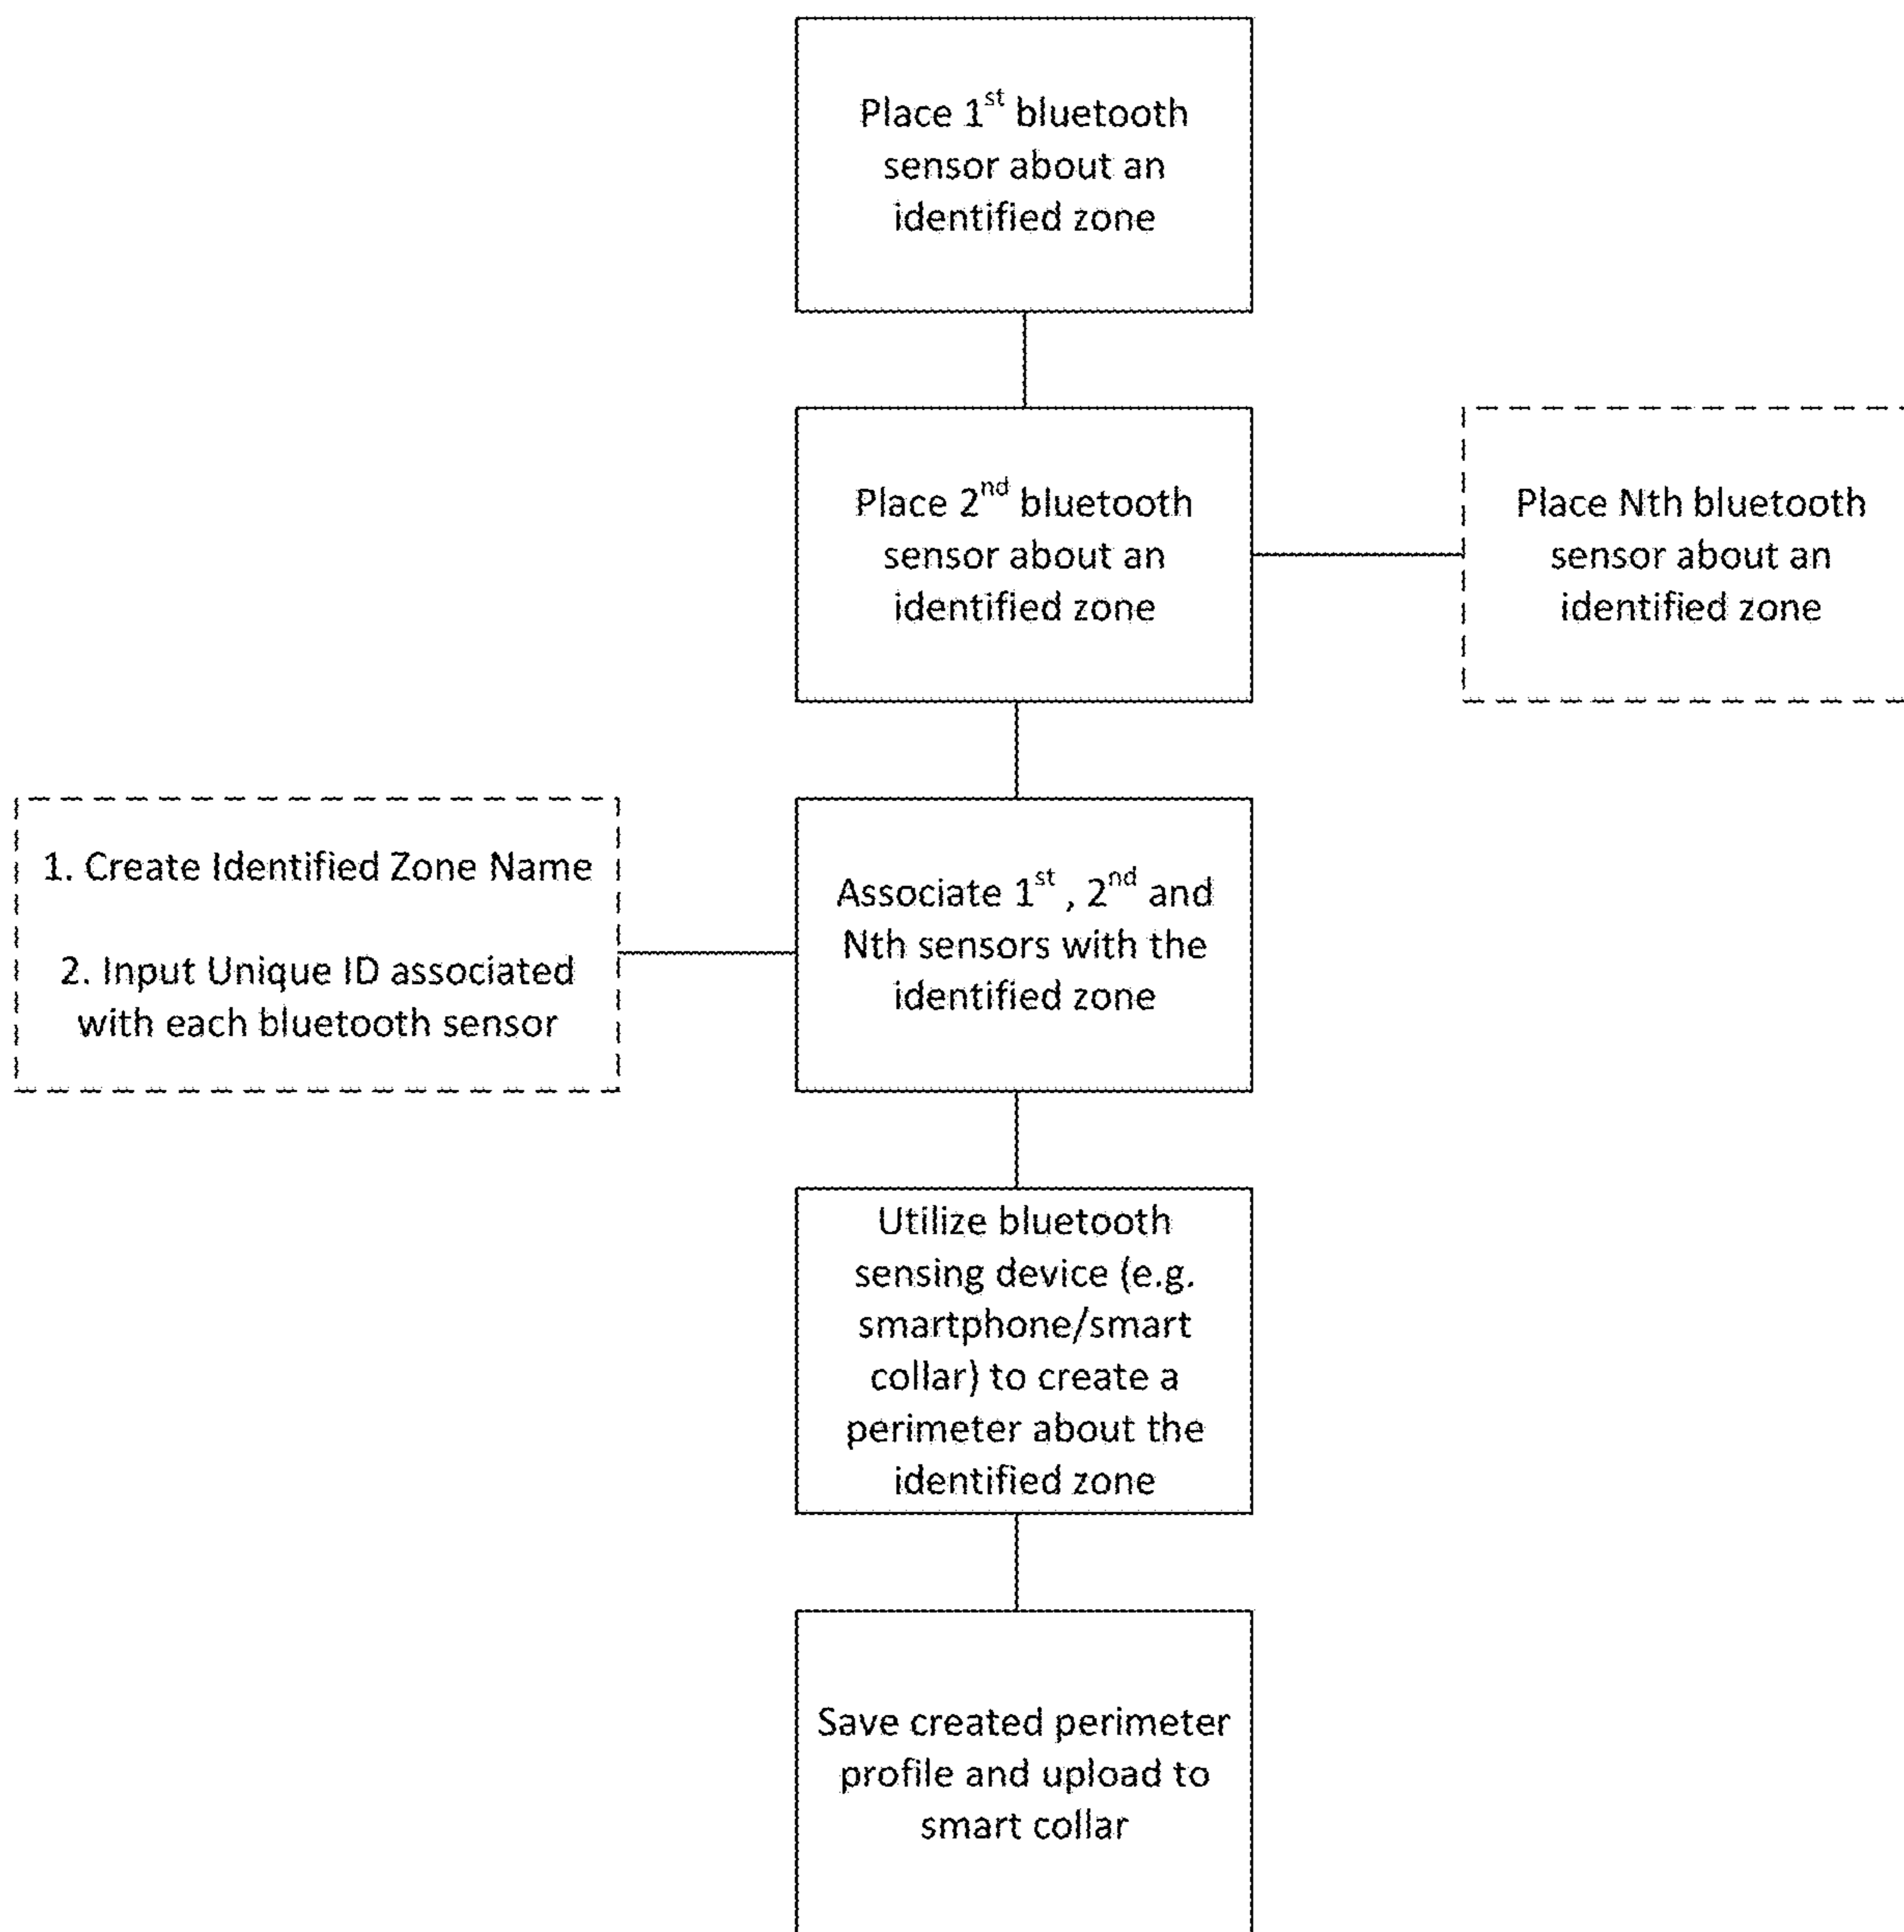 Place 1st bluetooth
sensor about an
identified zone
Place 2nd bluetooth
sensor about an
identified zone
Place Nth bluetooth
sensor about an
identified zone
1. Create Identified Zone Name
2. Input Unique ID associated
with each bluetooth sensor
Associate 1st , 2nd and
Nth sensors with the
identified zone
Utilize bluetooth
sensing device (e.g.
smartphone/smart
collar) to create a
perimeter about the
identified zone
Save created perimeter
profile and upload to
smart collar